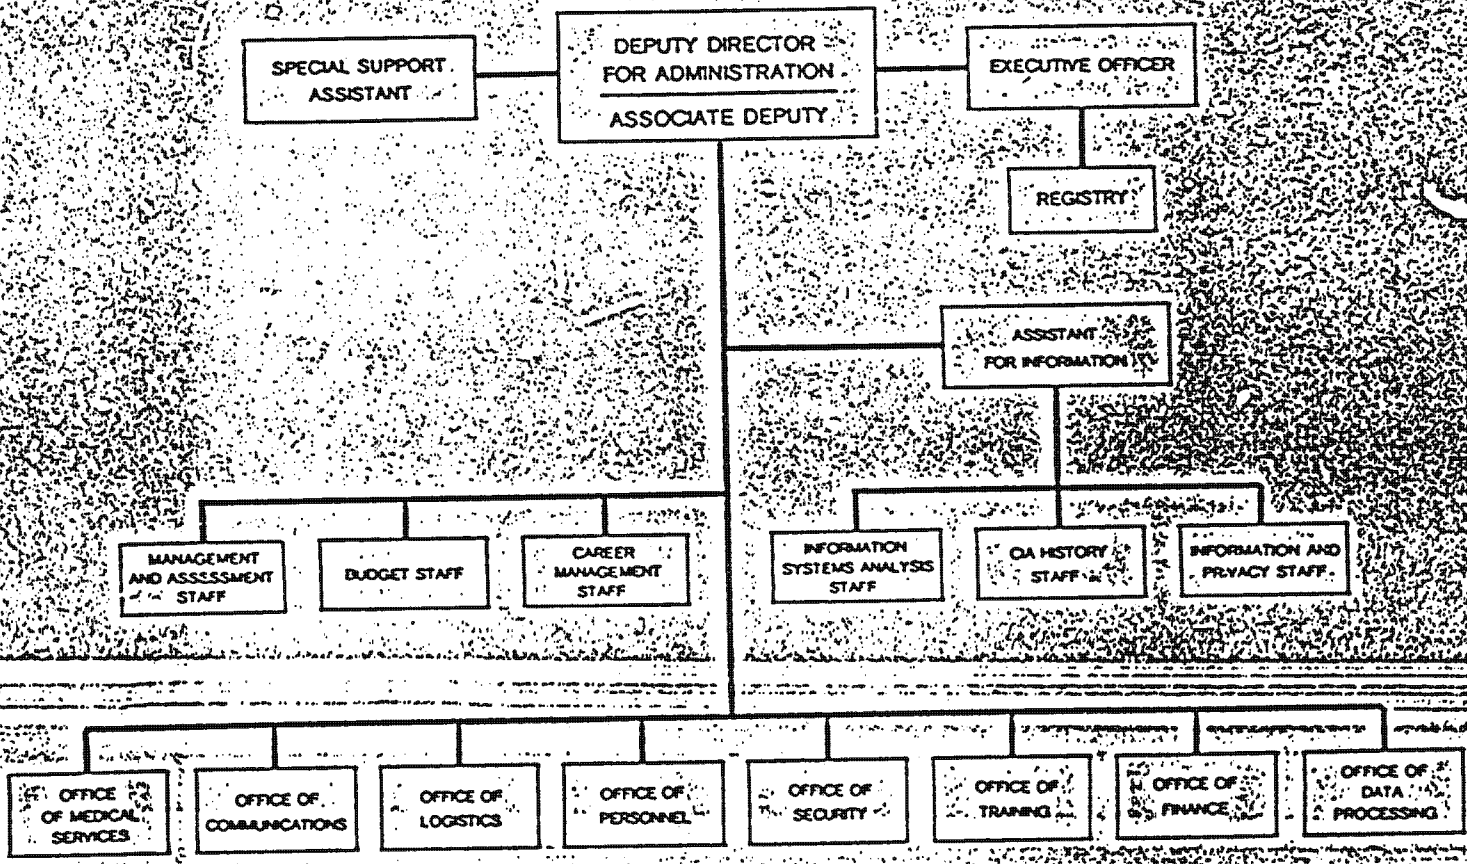 SPECIAL SUPPORT
ASSISTANT
DEPUTY DIRECTOR
FOR ADMINISTRATION
ASSOCIATE DEPUTY
EXECUTIVE OFFICER
REGISTRY
ASSISTANT
FOR INFORMATION
MANAGEMENT
AND ASSESSMENT
STAFF
BUDGET STAFF
CAREER
MANAGEMENT
STAFF
INFORMATION
SYSTEMS ANALYSIS
STAFF
CIA HISTORY
STAFF
INFORMATION AND
PRIVACY STAFF
OFFICE
OF MEDICAL
SERVICES
OFFICE OF
COMMUNICATIONS
OFFICE OF
LOGISTICS
OFFICE OF
PERSONNEL
OFFICE OF
SECURITY
OFFICE OF
TRAINING
OFFICE OF
FINANCE
OFFICE OF
DATA
PROCESSING